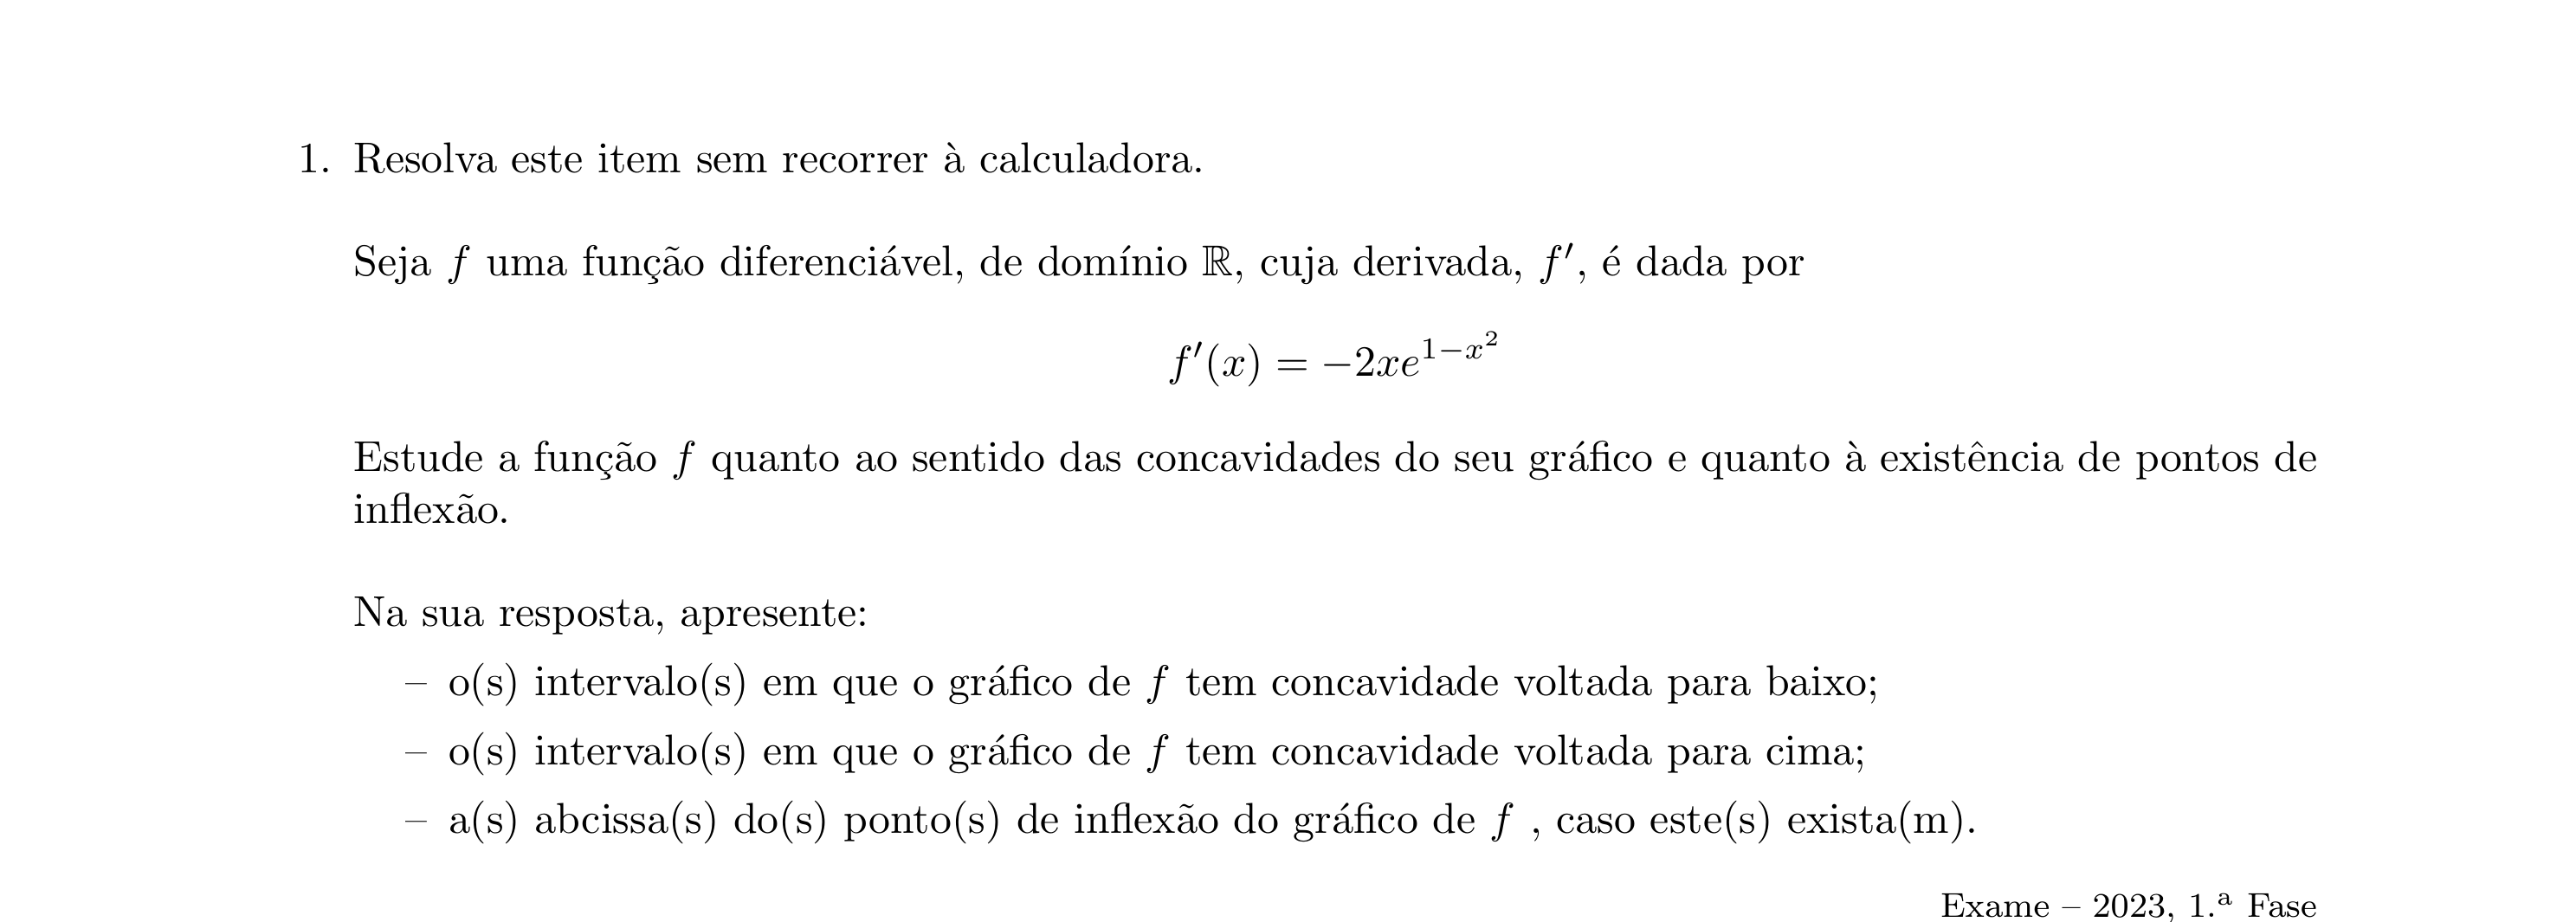 1. Resolva este item sem recorrer à calculadora.
Seja f uma função diferenciável, de domínio ℝ, cuja derivada, f′, é dada por
f′(x) = −2xe^{1−x²}
Estude a função f quanto ao sentido das concavidades do seu gráfico e quanto à existência de pontos de
inflexão.
Na sua resposta, apresente:
– o(s) intervalo(s) em que o gráfico de f tem concavidade voltada para baixo;
– o(s) intervalo(s) em que o gráfico de f tem concavidade voltada para cima;
– a(s) abcissa(s) do(s) ponto(s) de inflexão do gráfico de f , caso este(s) exista(m).
Exame – 2023, 1.ª Fase